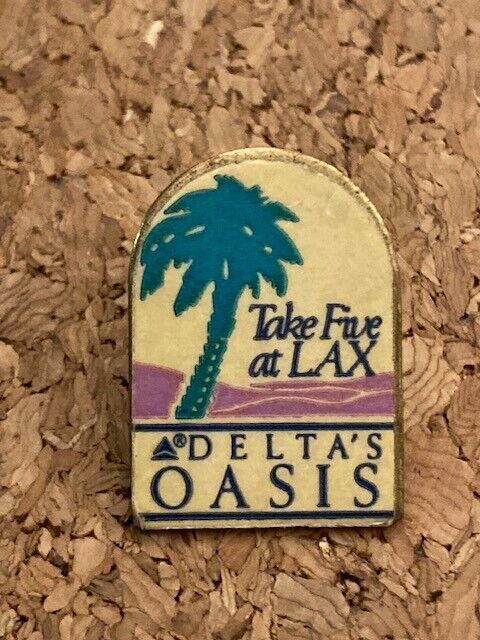 Take Five
at LAX
®DELTA'S
OASIS